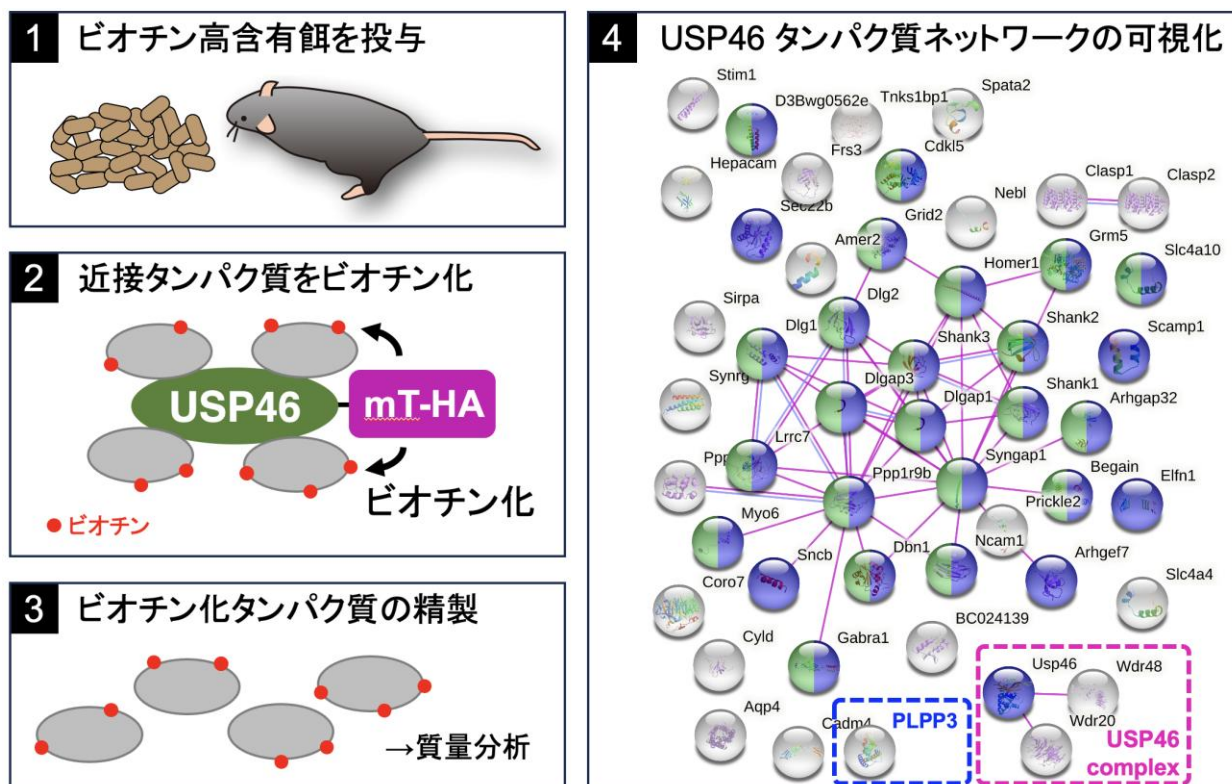 1 ビオチン高含有餌を投与
2 近接タンパク質をビオチン化
USP46
mT-HA
ビオチン化
ビオチン
3 ビオチン化タンパク質の精製
→質量分析
4 USP46 タンパク質ネットワークの可視化
Stim1
D3Bwg0562e
Tnks1bp1
Spata2
Hepacam
Frs3
Cdkl5
Clasp1
Clasp2
Sec22b
Nebl
Grid2
Amer2
Grm5
Homer1
Slc4a10
Sirpa
Dlg2
Dlg1
Shank3
Shank2
Scamp1
Synrg
Dlgap3
Dlgap1
Shank1
Arhgap32
Lrrc7
Ppp
Ppp1r9b
Syngap1
Begain
Elfn1
Prickle2
Myo6
Sncb
Dbn1
Ncam1
Arhgef7
Coro7
Slc4a4
Cyld
Gabra1
BC024139
Usp46
Wdr48
Aqp4
Cadm4
PLPP3
Wdr20
USP46
complex